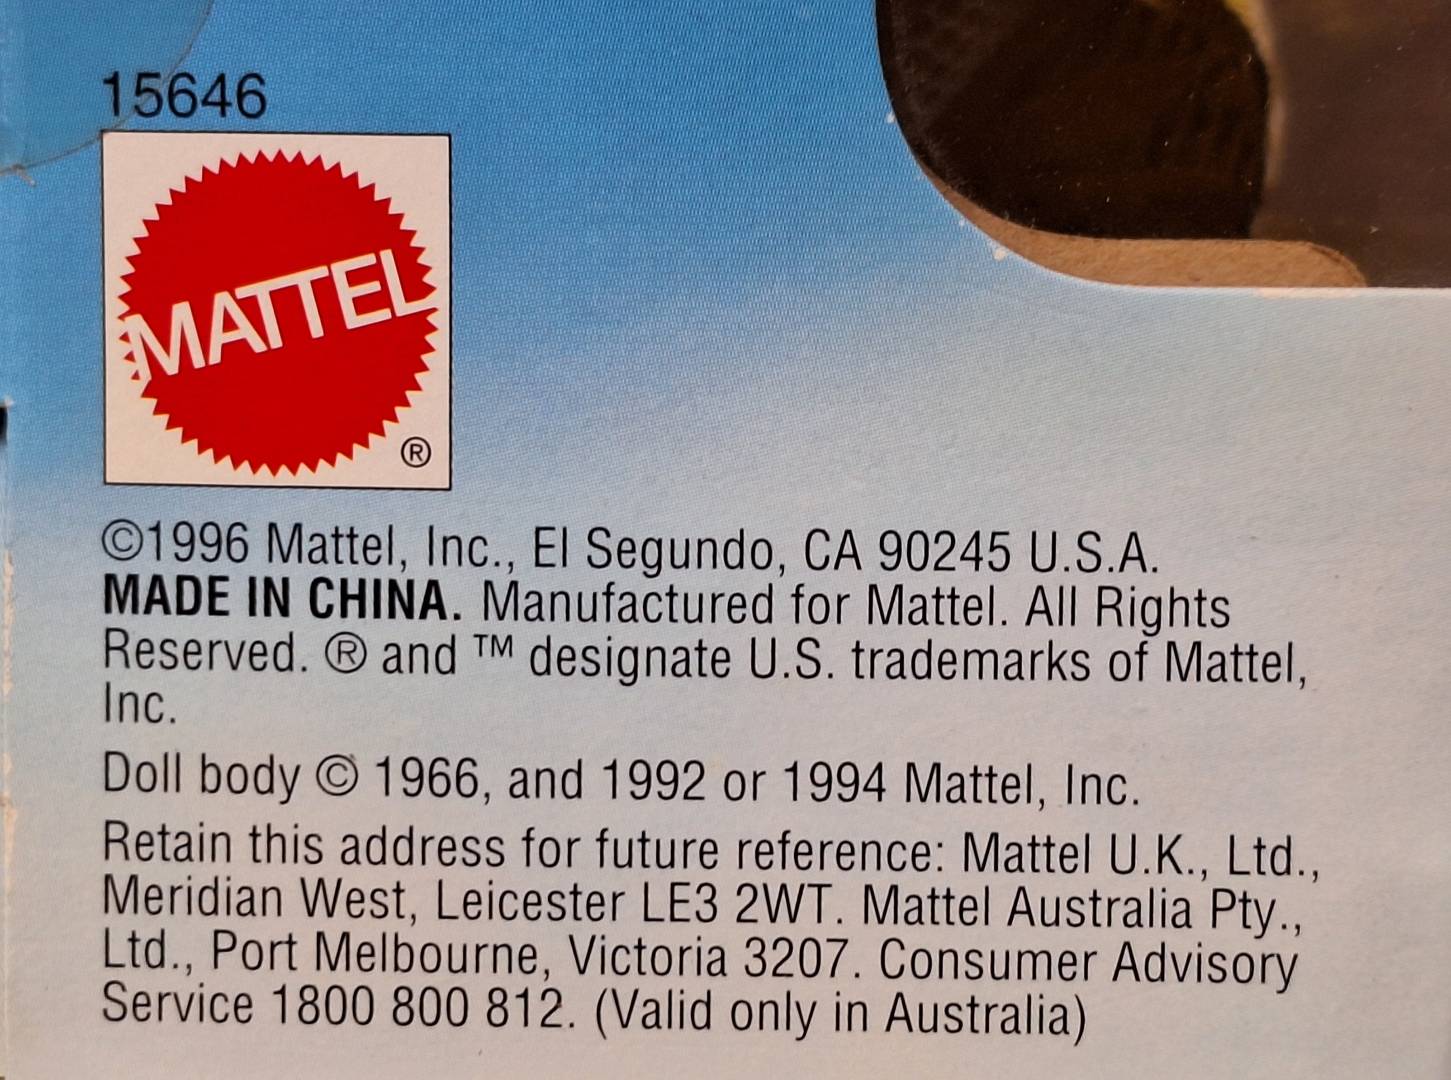 15646
MATTEL
®
©1996 Mattel, Inc., El Segundo, CA 90245 U.S.A.
MADE IN CHINA. Manufactured for Mattel. All Rights
Reserved. ® and ™ designate U.S. trademarks of Mattel,
Inc.
Doll body © 1966, and 1992 or 1994 Mattel, Inc.
Retain this address for future reference: Mattel U.K., Ltd.,
Meridian West, Leicester LE3 2WT. Mattel Australia Pty.,
Ltd., Port Melbourne, Victoria 3207. Consumer Advisory
Service 1800 800 812. (Valid only in Australia)